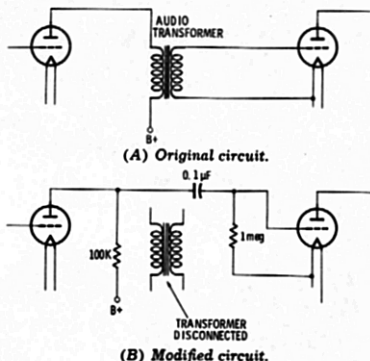 AUDIO
TRANSFORMER
B+
(A) Original circuit.
0.1µF
100K
1meg
B+
TRANSFORMER
DISCONNECTED
(B) Modified circuit.